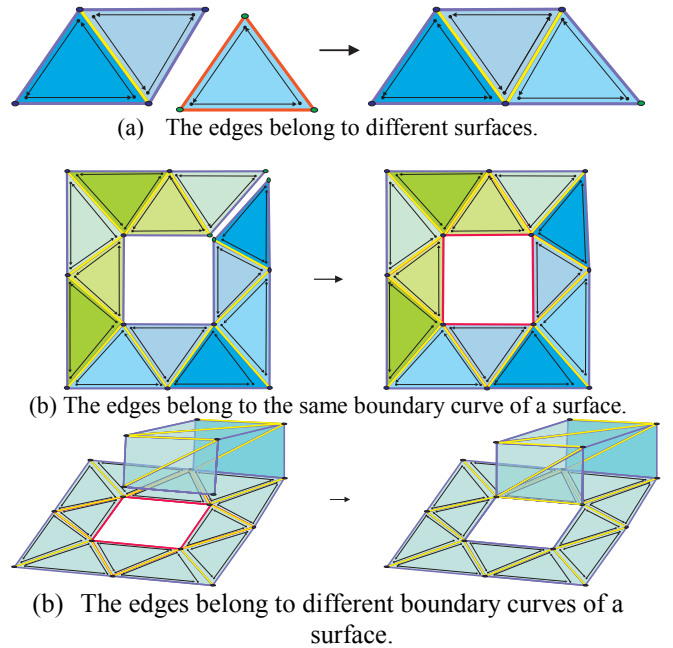 (a) The edges belong to different surfaces.
(b) The edges belong to the same boundary curve of a surface.
(b) The edges belong to different boundary curves of a
surface.